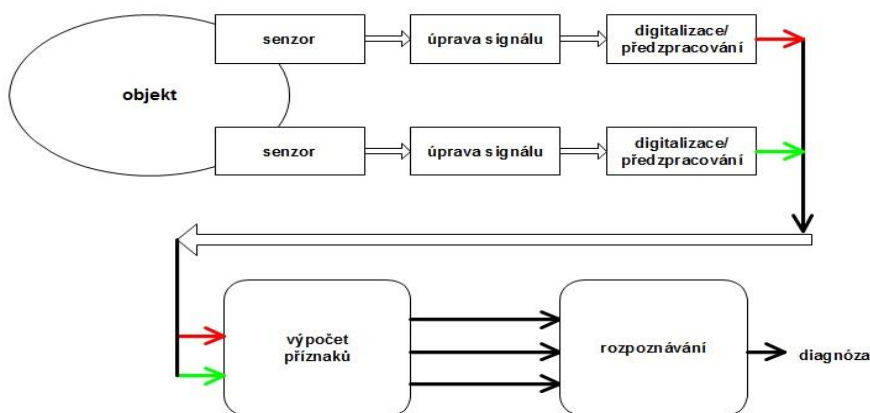 senzor
úprava signálu
digitalizace/
předzpracování
objekt
senzor
úprava signálu
digitalizace/
předzpracování
výpočet
příznaků
rozpoznávání
diagnóza